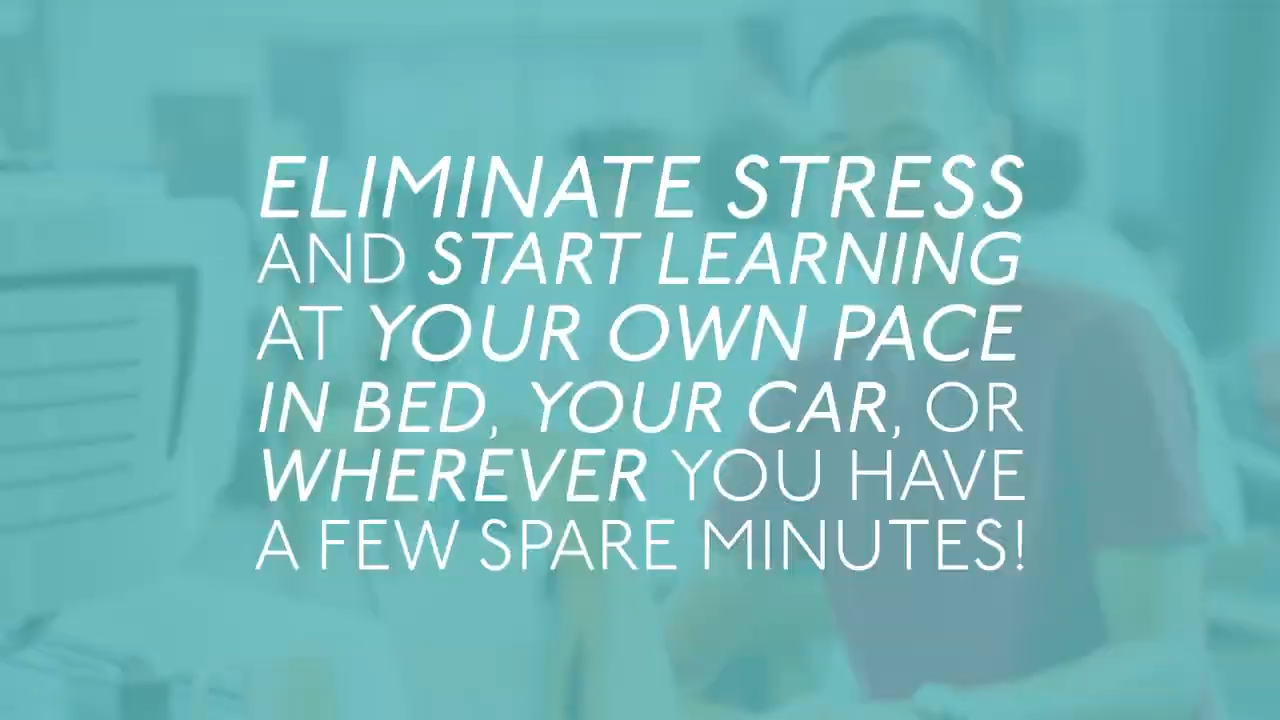 ELIMINATE STRESS
AND START LEARNING
AT YOUR OWN PACE
IN BED, YOUR CAR, OR
WHEREVER YOU HAVE
A FEW SPARE MINUTES!